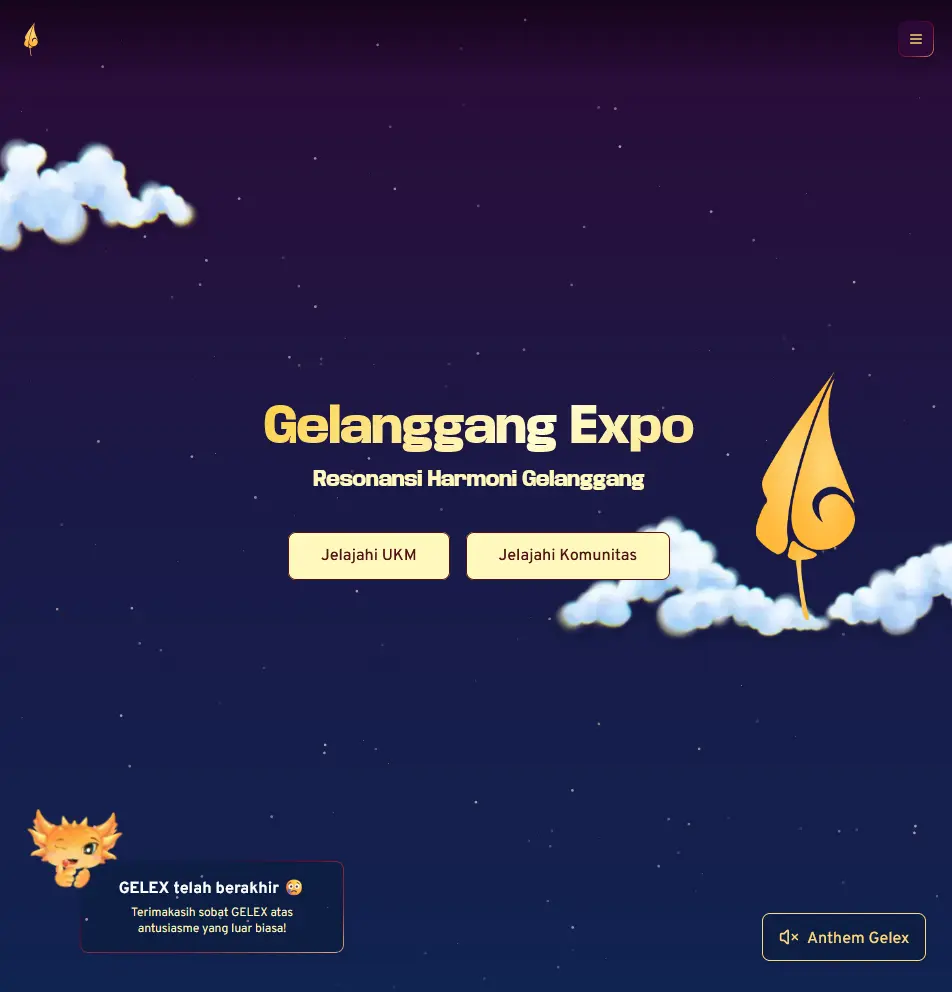 Gelanggang Expo
Resonansi Harmoni Gelanggang
Jelajahi UKM
Jelajahi Komunitas
GELEX telah berakhir 😳
Terimakasih sobat GELEX atas
antusiasme yang luar biasa!
Anthem Gelex